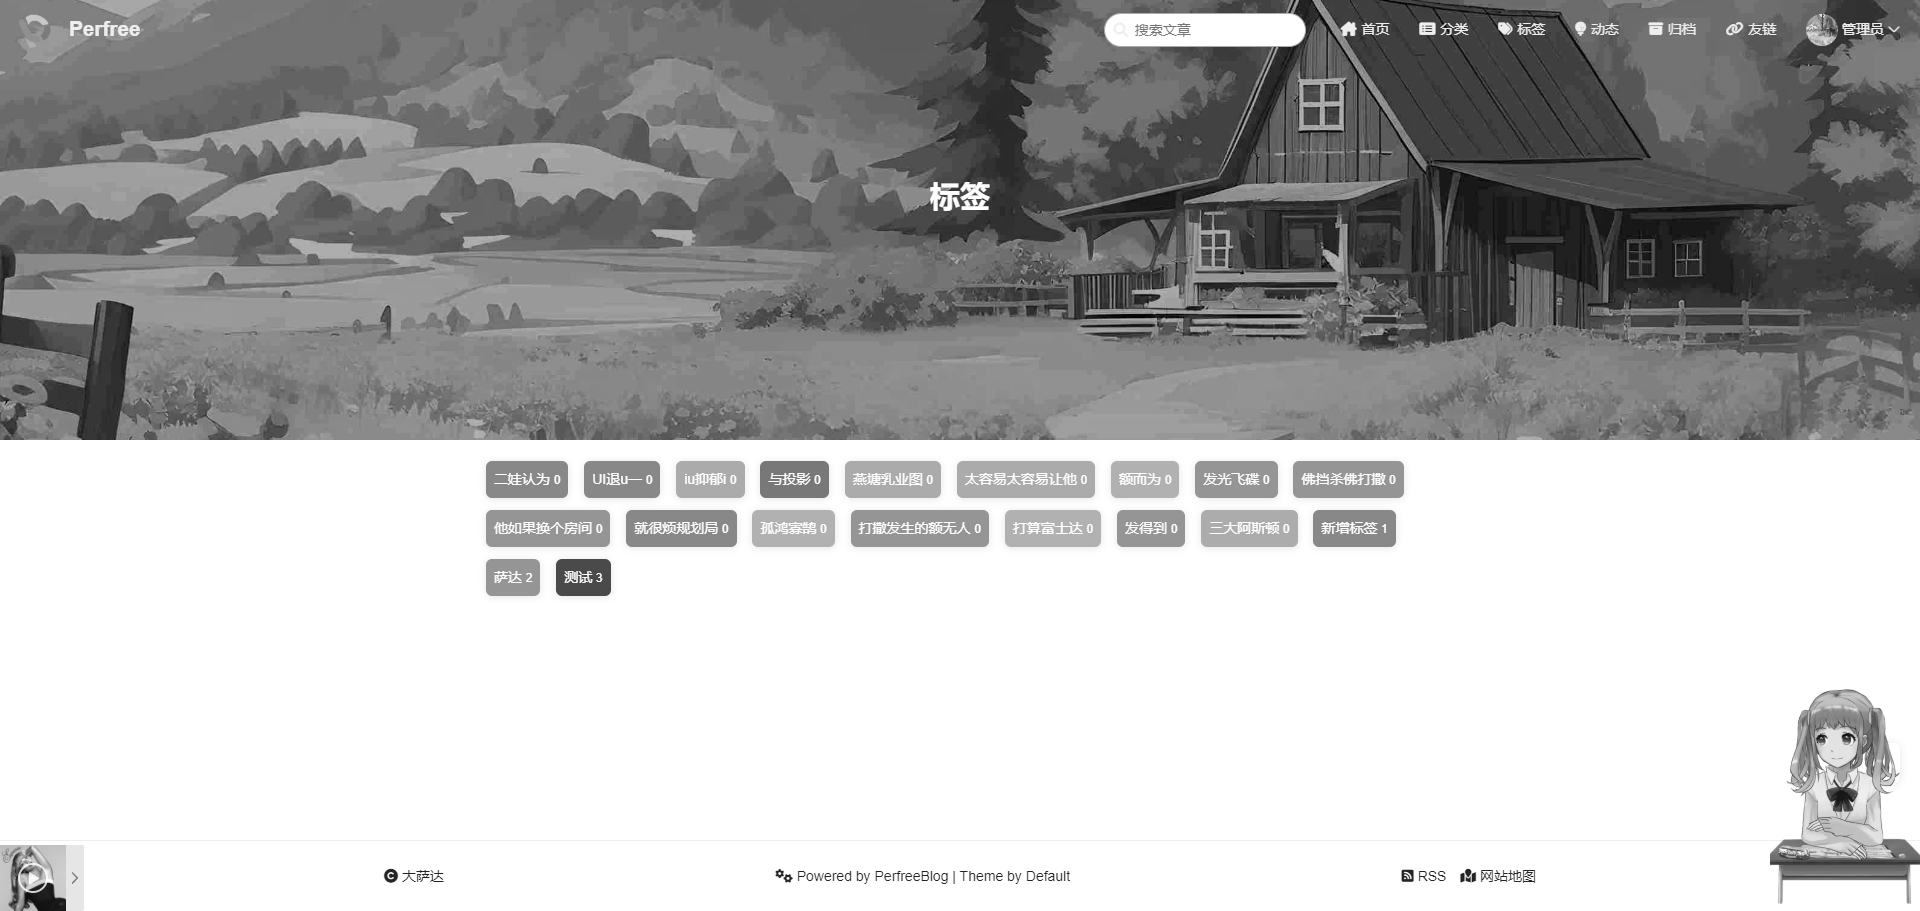 Perfree
搜索文章 首页 分类 标签 动态 归档 友链 管理员
标签
二娃认为 0 UI退u一 0 iu抑郁i 0 与投影 0 燕塘乳业图 0 太容易太容易让他 0 额而为 0 发光飞碟 0 佛挡杀佛打撒 0
他如果换个房间 0 就很烦规划局 0 孤鸿寡鹄 0 打撒发生的额无人 0 打算富士达 0 发得到 0 三大阿斯顿 0 新增标签 1
萨达 2 测试 3
大萨达 Powered by PerfreeBlog | Theme by Default RSS 网站地图